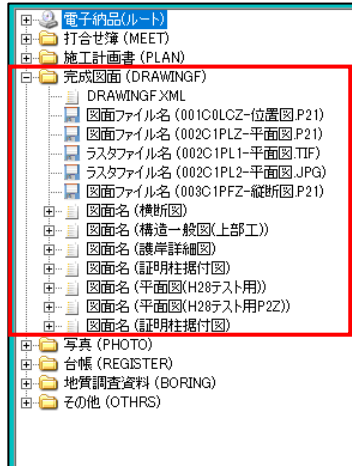 電子納品(ルート)
打合せ簿 (MEET)
施工計画書 (PLAN)
完成図面 (DRAWINGF)
DRAWINGF.XML
図面ファイル名 (001C0LCZ-位置図.P21)
図面ファイル名 (002C1PLZ-平面図.P21)
ラスタファイル名 (002C1PL1-平面図.TIF)
ラスタファイル名 (002C1PL2-平面図.JPG)
図面ファイル名 (003C1PFZ-縦断図.P21)
図面名 (横断図)
図面名 (構造一般図(上部工))
図面名 (護岸詳細図)
図面名 (証明柱据付図)
図面名 (平面図(H28テスト用))
図面名 (平面図(H28テスト用P2Z))
図面名 (証明柱据付図)
写真 (PHOTO)
台帳 (REGISTER)
地質調査資料 (BORING)
その他 (OTHRS)